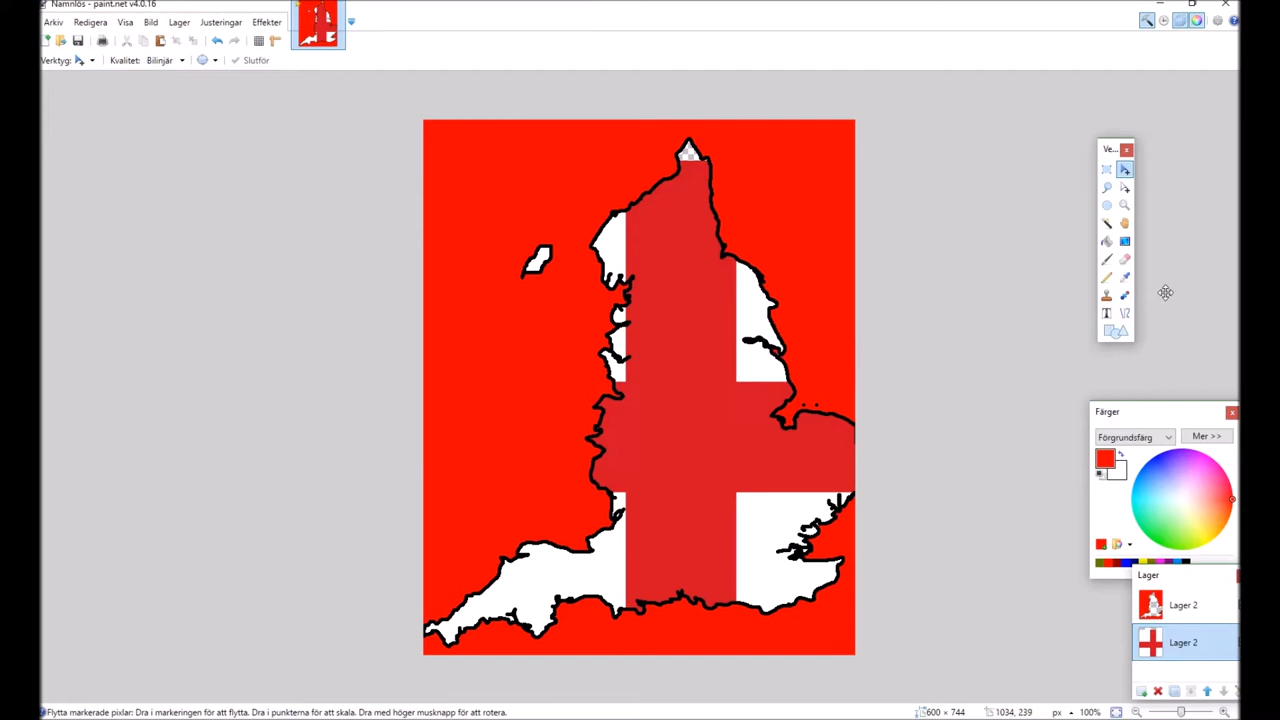 Namnlös - paint.net v4.0.16
Arkiv Redigera Visa Bild Lager Justeringar Effekter
Verktyg: Kvalitet: Bilinjär Slutför
Ve...
Färger
Förgrundsfärg Mer >>
Lager
Lager 2
Lager 2
Flytta markerade pixlar: Dra i markeringen för att flytta. Dra i punkterna för att skala. Dra med höger musknapp för att rotera. 600 × 744 1034, 239 px 100%